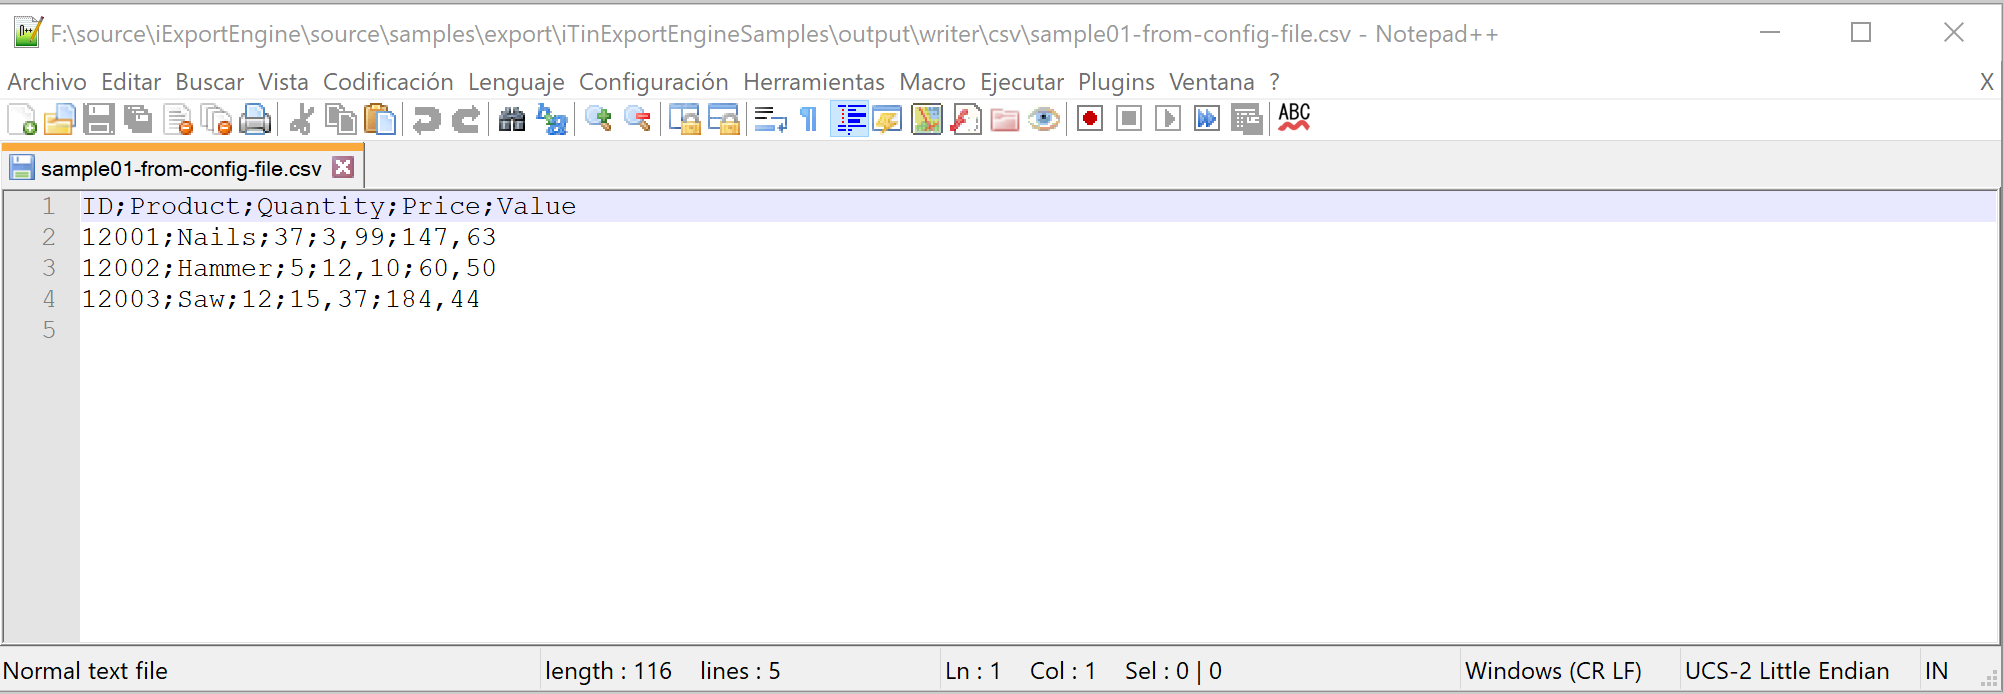 F:\source\iExportEngine\source\samples\export\iTinExportEngineSamples\output\writer\csv\sample01-from-config-file.csv - Notepad++
Archivo Editar Buscar Vista Codificación Lenguaje Configuración Herramientas Macro Ejecutar Plugins Ventana ? X
ABC
sample01-from-config-file.csv
1 ID;Product;Quantity;Price;Value
2 12001;Nails;37;3,99;147,63
3 12002;Hammer;5;12,10;60,50
4 12003;Saw;12;15,37;184,44
5
Normal text file length : 116 lines : 5 Ln : 1 Col : 1 Sel : 0 | 0 Windows (CR LF) UCS-2 Little Endian IN